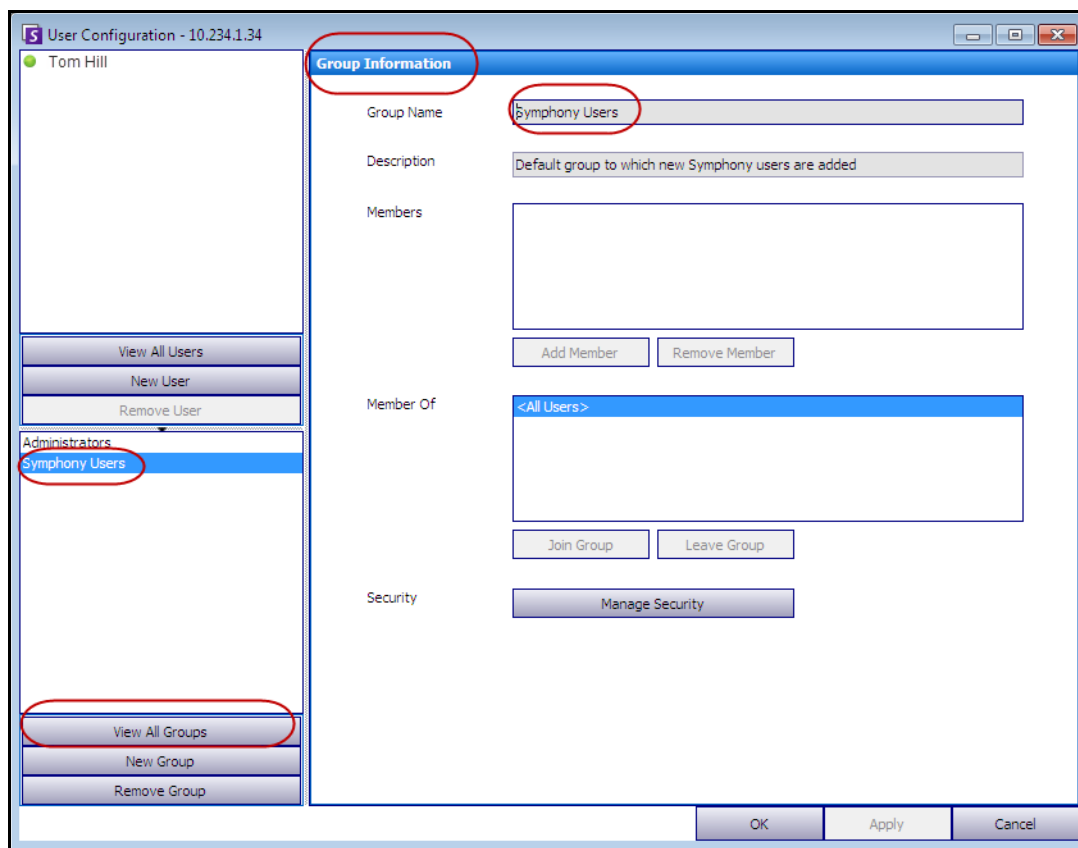 User Configuration - 10.234.1.34
Tom Hill
View All Users
New User
Remove User
Administrators
Symphony Users
View All Groups
New Group
Remove Group
Group Information
Group Name
Symphony Users
Description
Default group to which new Symphony users are added
Members
Add Member
Remove Member
Member Of
<All Users>
Join Group
Leave Group
Security
Manage Security
OK
Apply
Cancel